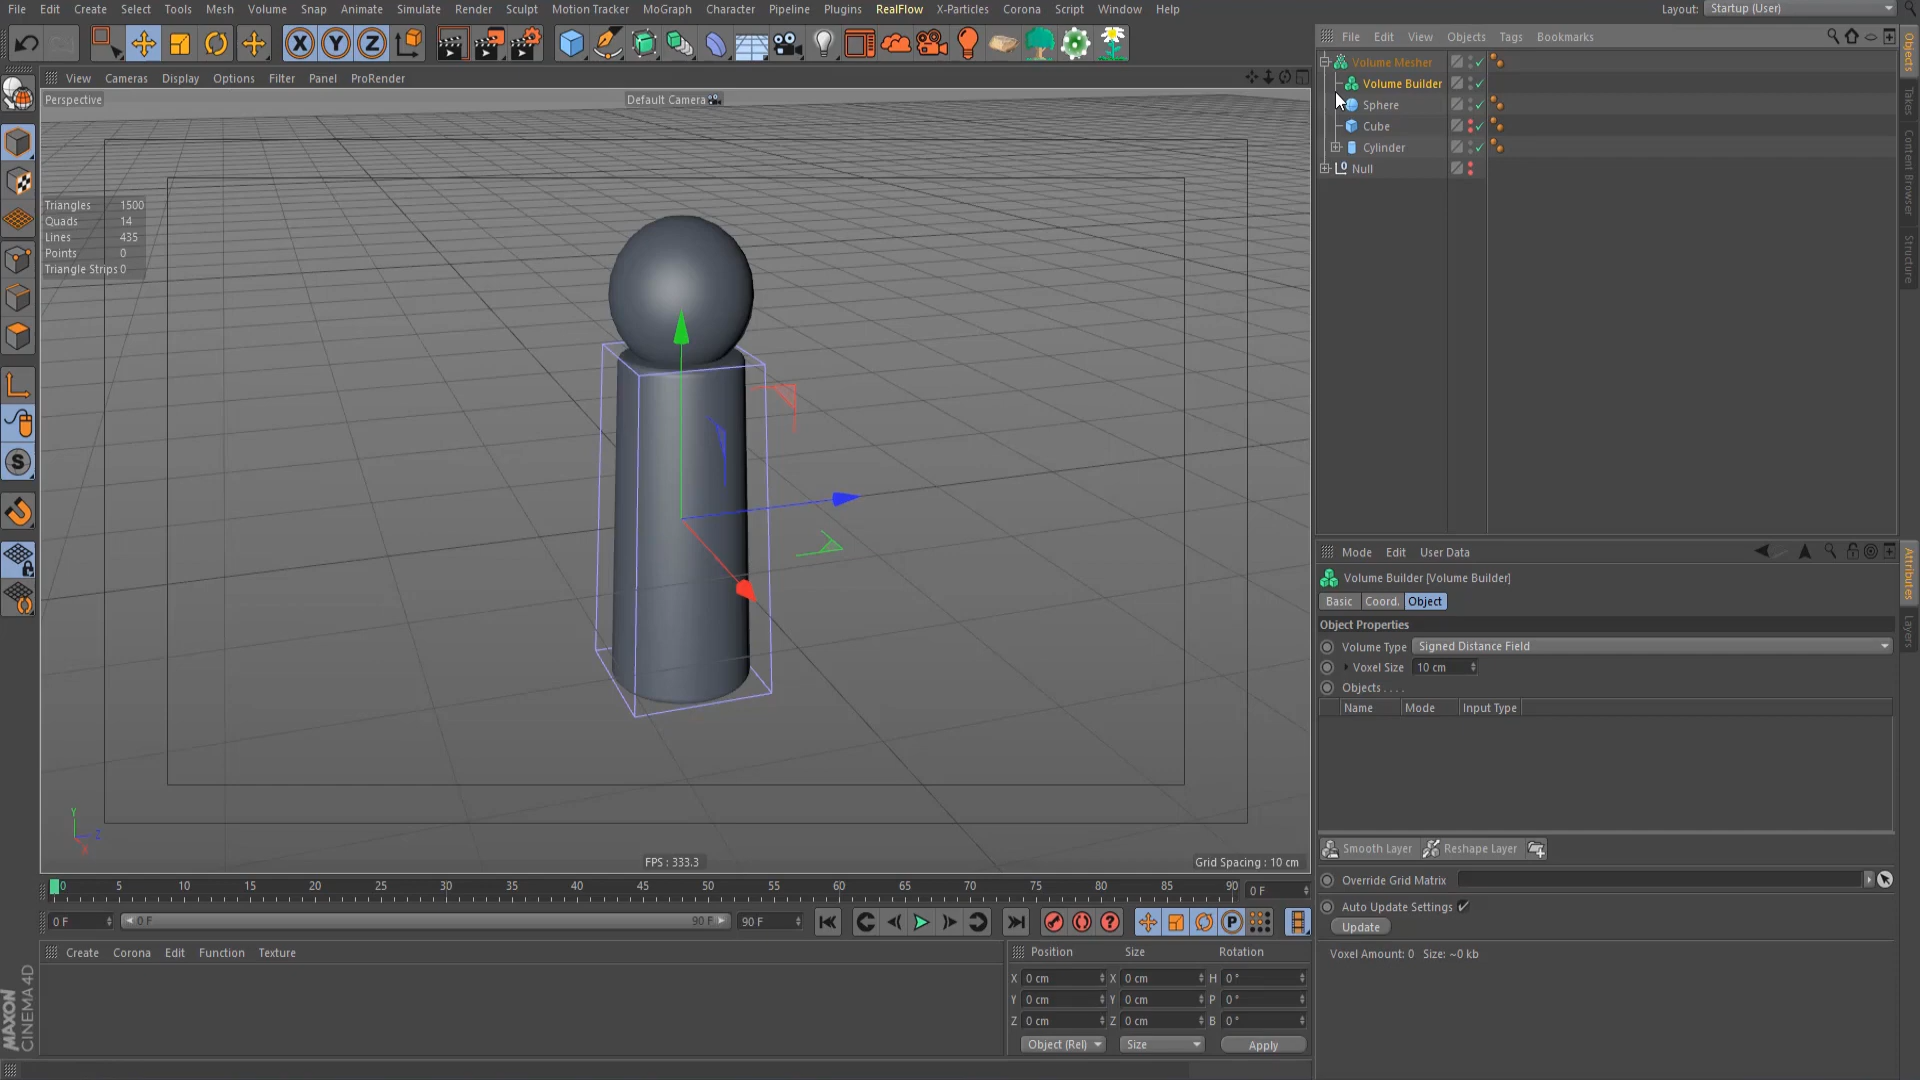 File Edit Create Select Tools Mesh Volume Snap Animate Simulate Render Sculpt Motion Tracker MoGraph Character Pipeline Plugins RealFlow X-Particles Corona Script Window Help
Layout: Startup (User)
X Y Z
File Edit View Objects Tags Bookmarks
View Cameras Display Options Filter Panel ProRender
Perspective
Default Camera
Volume Mesher
Volume Builder
Sphere
Cube
Cylinder
Null
Objects
Takes
Content Browser
Structure
Triangles 1500
Quads 14
Lines 435
Points 0
Triangle Strips 0
S
Y
Z
X
FPS : 333.3
Grid Spacing : 10 cm
Mode Edit User Data
Volume Builder [Volume Builder]
Basic Coord. Object
Object Properties
Volume Type Signed Distance Field
Voxel Size 10 cm
Objects . . . .
Name Mode Input Type
Smooth Layer Reshape Layer
Override Grid Matrix
Auto Update Settings
Update
Voxel Amount: 0 Size: ~0 kb
Attributes
Layers
0 5 10 15 20 25 30 35 40 45 50 55 60 65 70 75 80 85 90 0 F
0 F 0 F 90 F 90 F
? P
Create Corona Edit Function Texture
Position Size Rotation
X 0 cm X 0 cm H 0 °
Y 0 cm Y 0 cm P 0 °
Z 0 cm Z 0 cm B 0 °
Object (Rel) Size Apply
MAXON
CINEMA 4D